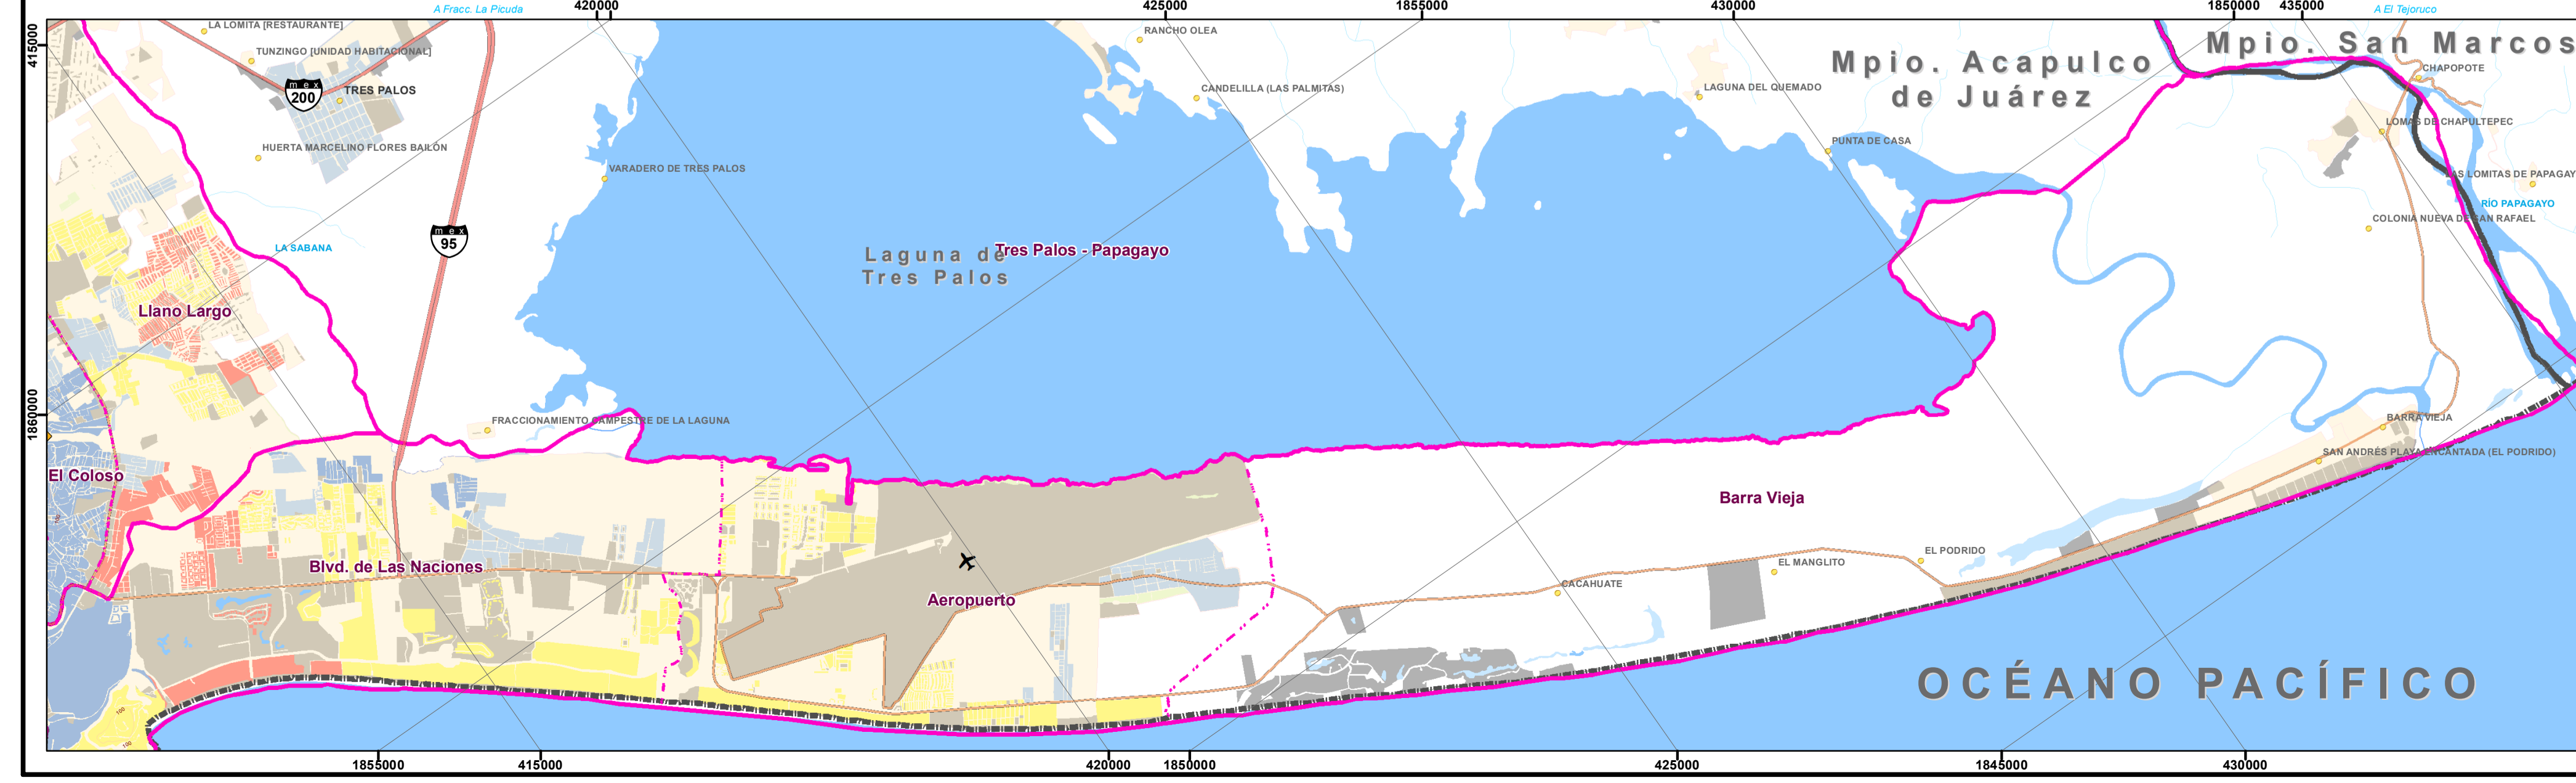 A Fracc. La Picuda
420000
425000
1855000
430000
1850000
435000
A El Tejoruco
415000
LA LOMITA [RESTAURANTE]
TUNZINGO [UNIDAD HABITACIONAL]
mex
200
TRES PALOS
HUERTA MARCELINO FLORES BAILÓN
VARADERO DE TRES PALOS
RANCHO OLEA
CANDELILLA (LAS PALMITAS)
LAGUNA DEL QUEMADO
PUNTA DE CASA
Mpio. Acapulco
de Juárez
Mpio. San Marcos
CHAPOPOTE
LOMAS DE CHAPULTEPEC
LAS LOMITAS DE PAPAGAY
RÍO PAPAGAYO
COLONIA NUEVA DE SAN RAFAEL
mex
95
LA SABANA
Laguna de
Tres Palos
Tres Palos - Papagayo
Llano Largo
1860000
FRACCIONAMIENTO CAMPESTRE DE LA LAGUNA
BARRA VIEJA
SAN ANDRÉS PLAYA ENCANTADA (EL PODRIDO)
El Coloso
Barra Vieja
EL PODRIDO
EL MANGLITO
CACAHUATE
Blvd. de Las Naciones
Aeropuerto
OCÉANO PACÍFICO
100
100
1855000
415000
420000
1850000
425000
1845000
430000